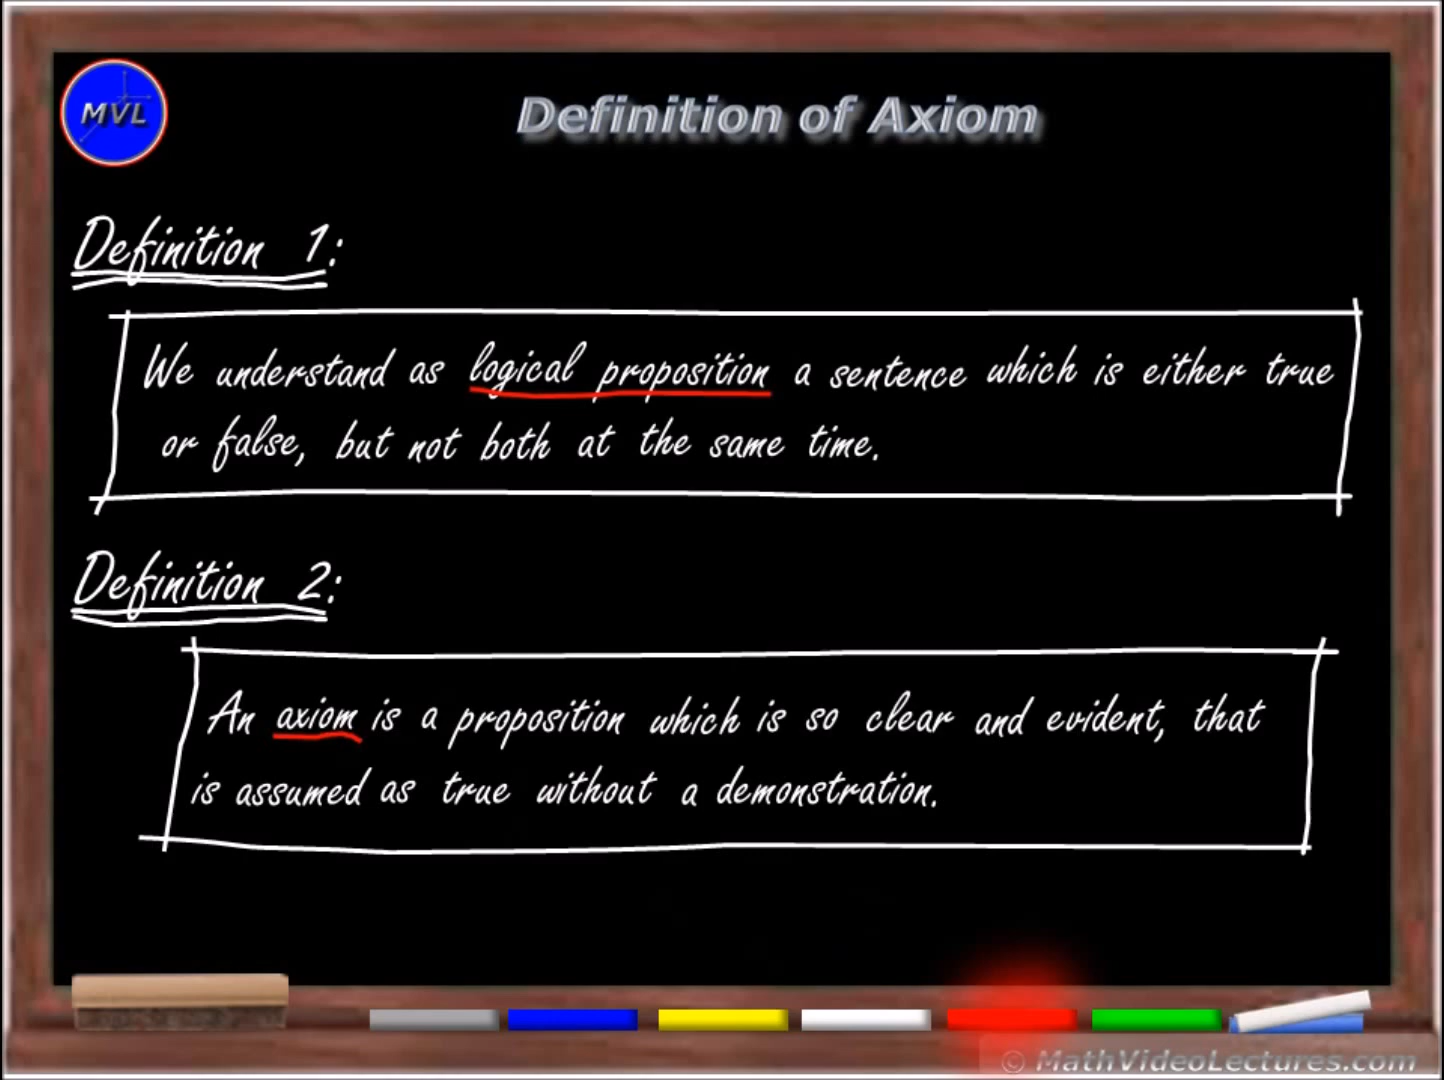 MVL
Definition of Axiom
Definition 1:
We understand as logical proposition a sentence which is either true
or false, but not both at the same time.
Definition 2:
An axiom is a proposition which is so clear and evident, that
is assumed as true without a demonstration.
© MathVideoLectures.com